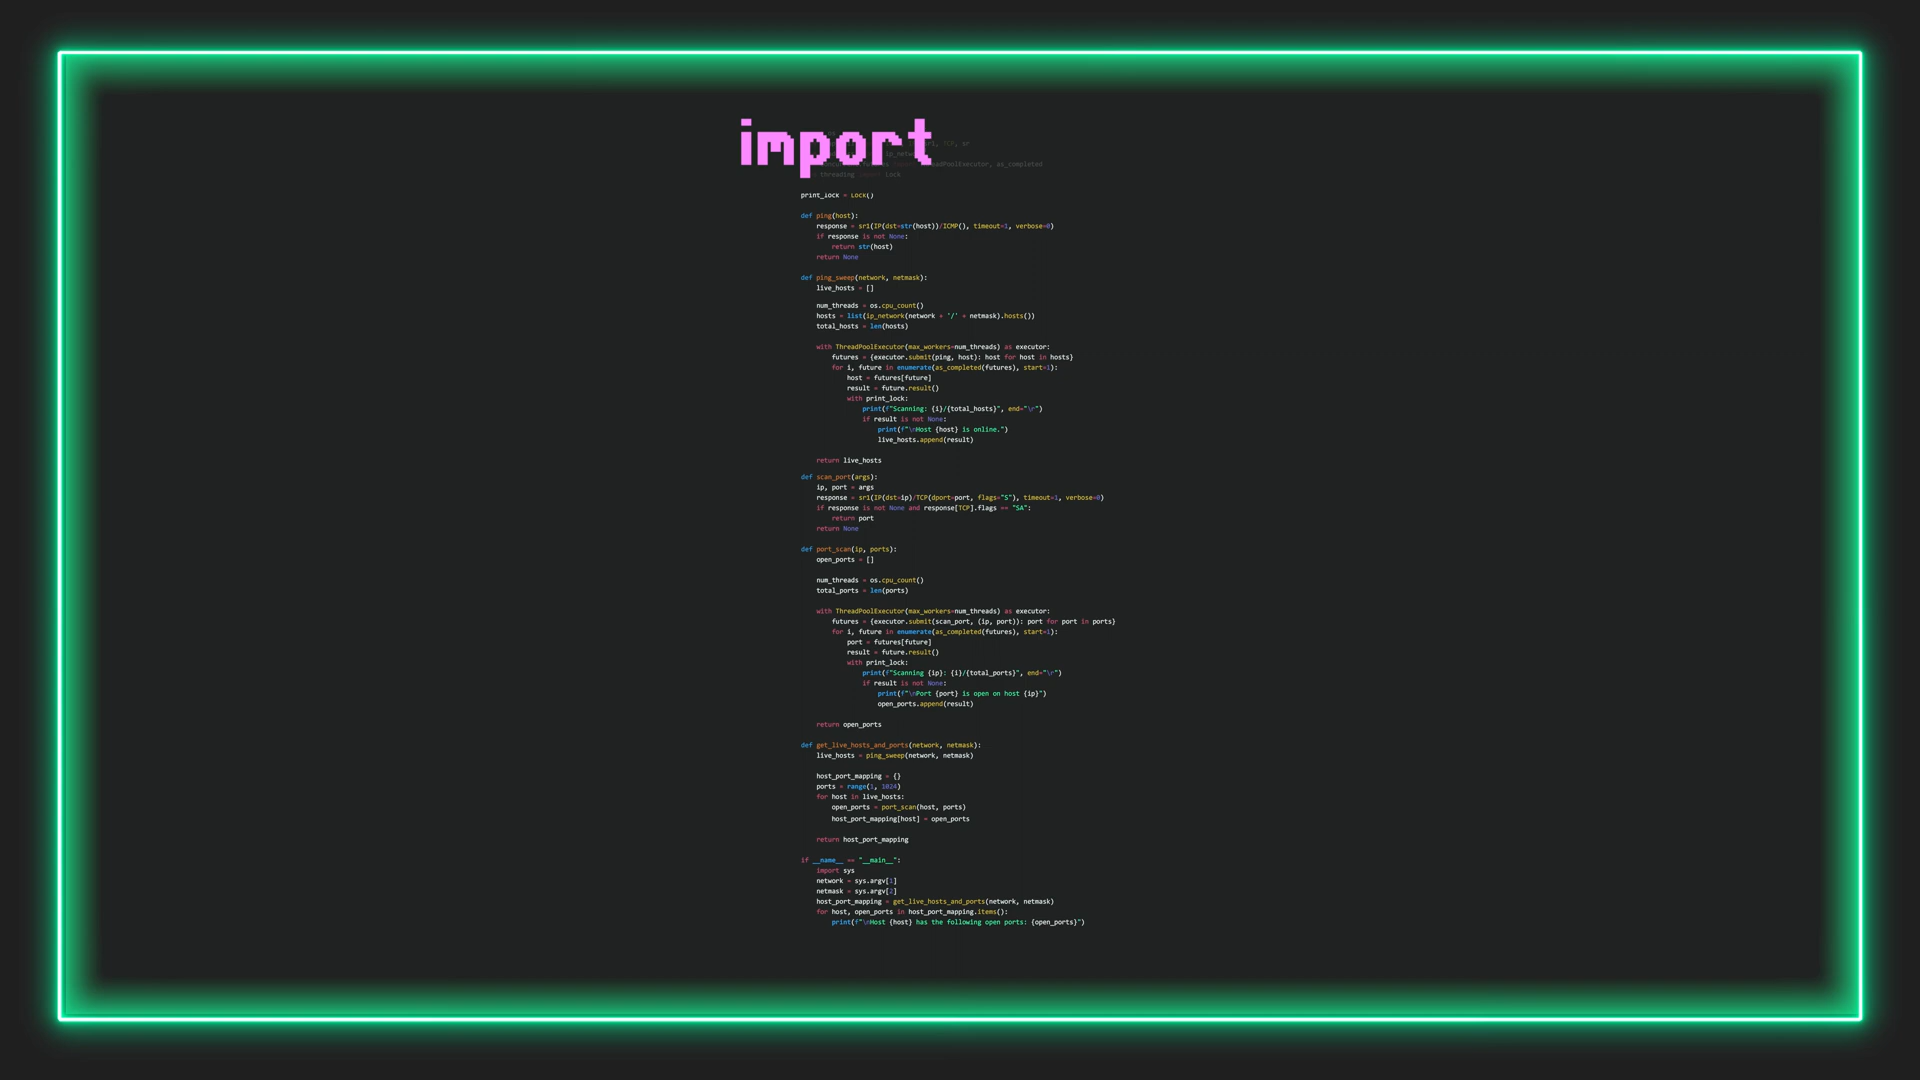 import
sr1, TCP, sr
ThreadPoolExecutor, as_completed
threading import Lock
print_lock = Lock()
def ping(host):
response = sr1(IP(dst=str(host))/ICMP(), timeout=1, verbose=0)
if response is not None:
return str(host)
return None
def ping_sweep(network, netmask):
live_hosts = []
num_threads = os.cpu_count()
hosts = list(ip_network(network + '/' + netmask).hosts())
total_hosts = len(hosts)
with ThreadPoolExecutor(max_workers=num_threads) as executor:
futures = {executor.submit(ping, host): host for host in hosts}
for i, future in enumerate(as_completed(futures), start=1):
host = futures[future]
result = future.result()
with print_lock:
print(f"Scanning: {i}/{total_hosts}", end="\r")
if result is not None:
print(f"\nHost {host} is online.")
live_hosts.append(result)
return live_hosts
def scan_port(args):
ip, port = args
response = sr1(IP(dst=ip)/TCP(dport=port, flags="S"), timeout=1, verbose=0)
if response is not None and response[TCP].flags == "SA":
return port
return None
def port_scan(ip, ports):
open_ports = []
num_threads = os.cpu_count()
total_ports = len(ports)
with ThreadPoolExecutor(max_workers=num_threads) as executor:
futures = {executor.submit(scan_port, (ip, port)): port for port in ports}
for i, future in enumerate(as_completed(futures), start=1):
port = futures[future]
result = future.result()
with print_lock:
print(f"Scanning {ip}: {i}/{total_ports}", end="\r")
if result is not None:
print(f"\nPort {port} is open on host {ip}")
open_ports.append(result)
return open_ports
def get_live_hosts_and_ports(network, netmask):
live_hosts = ping_sweep(network, netmask)
host_port_mapping = {}
ports = range(1, 1024)
for host in live_hosts:
open_ports = port_scan(host, ports)
host_port_mapping[host] = open_ports
return host_port_mapping
if __name__ == "__main__":
import sys
network = sys.argv[1]
netmask = sys.argv[2]
host_port_mapping = get_live_hosts_and_ports(network, netmask)
for host, open_ports in host_port_mapping.items():
print(f"\nHost {host} has the following open ports: {open_ports}")